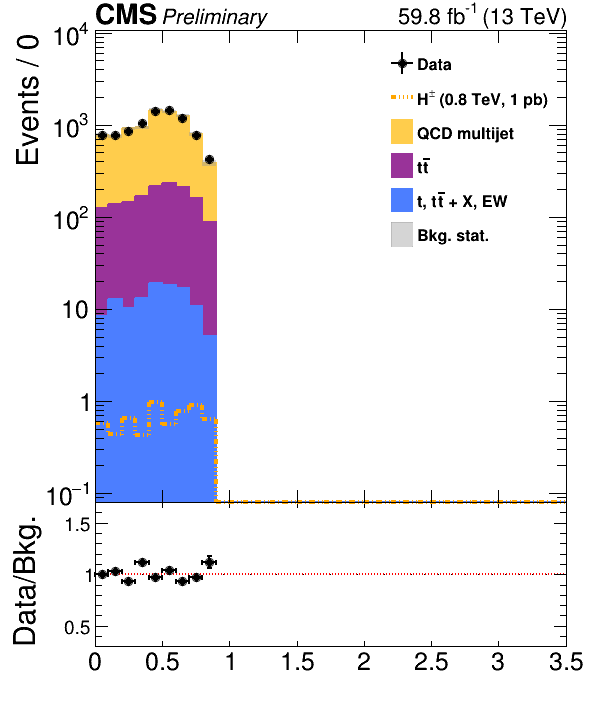 CMS Preliminary 59.8 fb⁻¹ (13 TeV)
Events / 0
10⁴
10³
10²
10
1
10⁻¹
Data
H± (0.8 TeV, 1 pb)
QCD multijet
tt̅
t, tt̅ + X, EW
Bkg. stat.
Data/Bkg.
1.5
1
0.5
0 0.5 1 1.5 2 2.5 3 3.5